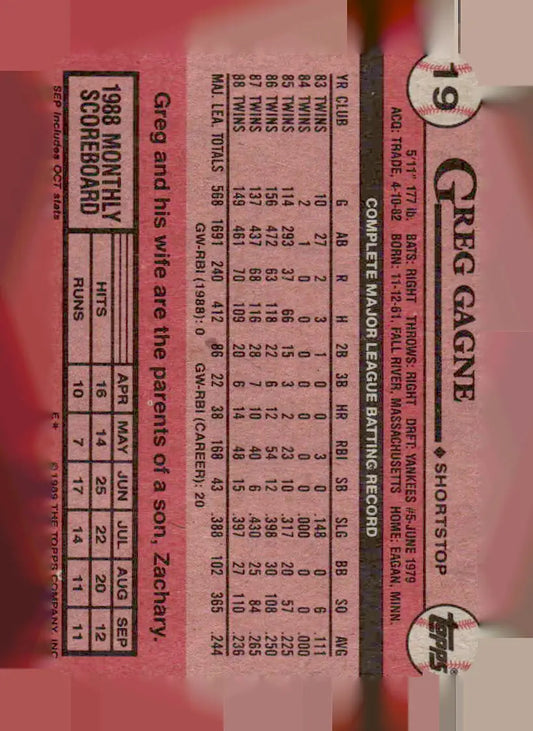 19
GREG GAGNE ♦ SHORTSTOP
Topps®
5'11" 177 lb. BATS: RIGHT THROWS: RIGHT DRFT: YANKEES #5-JUNE 1979
ACQ: TRADE, 4-10-82 BORN: 11-12-61, FALL RIVER, MASSACHUSETTS HOME: EAGAN, MINN.
COMPLETE MAJOR LEAGUE BATTING RECORD
YR CLUB G AB R H 2B 3B HR RBI SB SLG BB SO AVG
83 TWINS 10 27 2 3 1 0 0 3 0 .148 0 6 .111
84 TWINS 2 1 0 0 0 0 0 0 0 .000 0 0 .000
85 TWINS 114 293 37 66 15 3 2 23 10 .317 20 57 .225
86 TWINS 156 472 63 118 22 6 12 54 12 .398 30 108 .250
87 TWINS 137 437 68 116 28 7 10 40 6 .430 25 84 .265
88 TWINS 149 461 70 109 20 6 14 48 15 .397 27 110 .236
MAJ. LEA. TOTALS 568 1691 240 412 86 22 38 168 43 .388 102 365 .244
GW-RBI (1988): 0 GW-RBI (CAREER): 20
Greg and his wife are the parents of a son, Zachary.
1988 MONTHLY
SCOREBOARD
APR MAY JUN JUL AUG SEP
HITS 16 14 25 22 20 12
RUNS 10 7 17 14 11 11
SEP includes OCT stats
E* ©1989 THE TOPPS COMPANY, INC